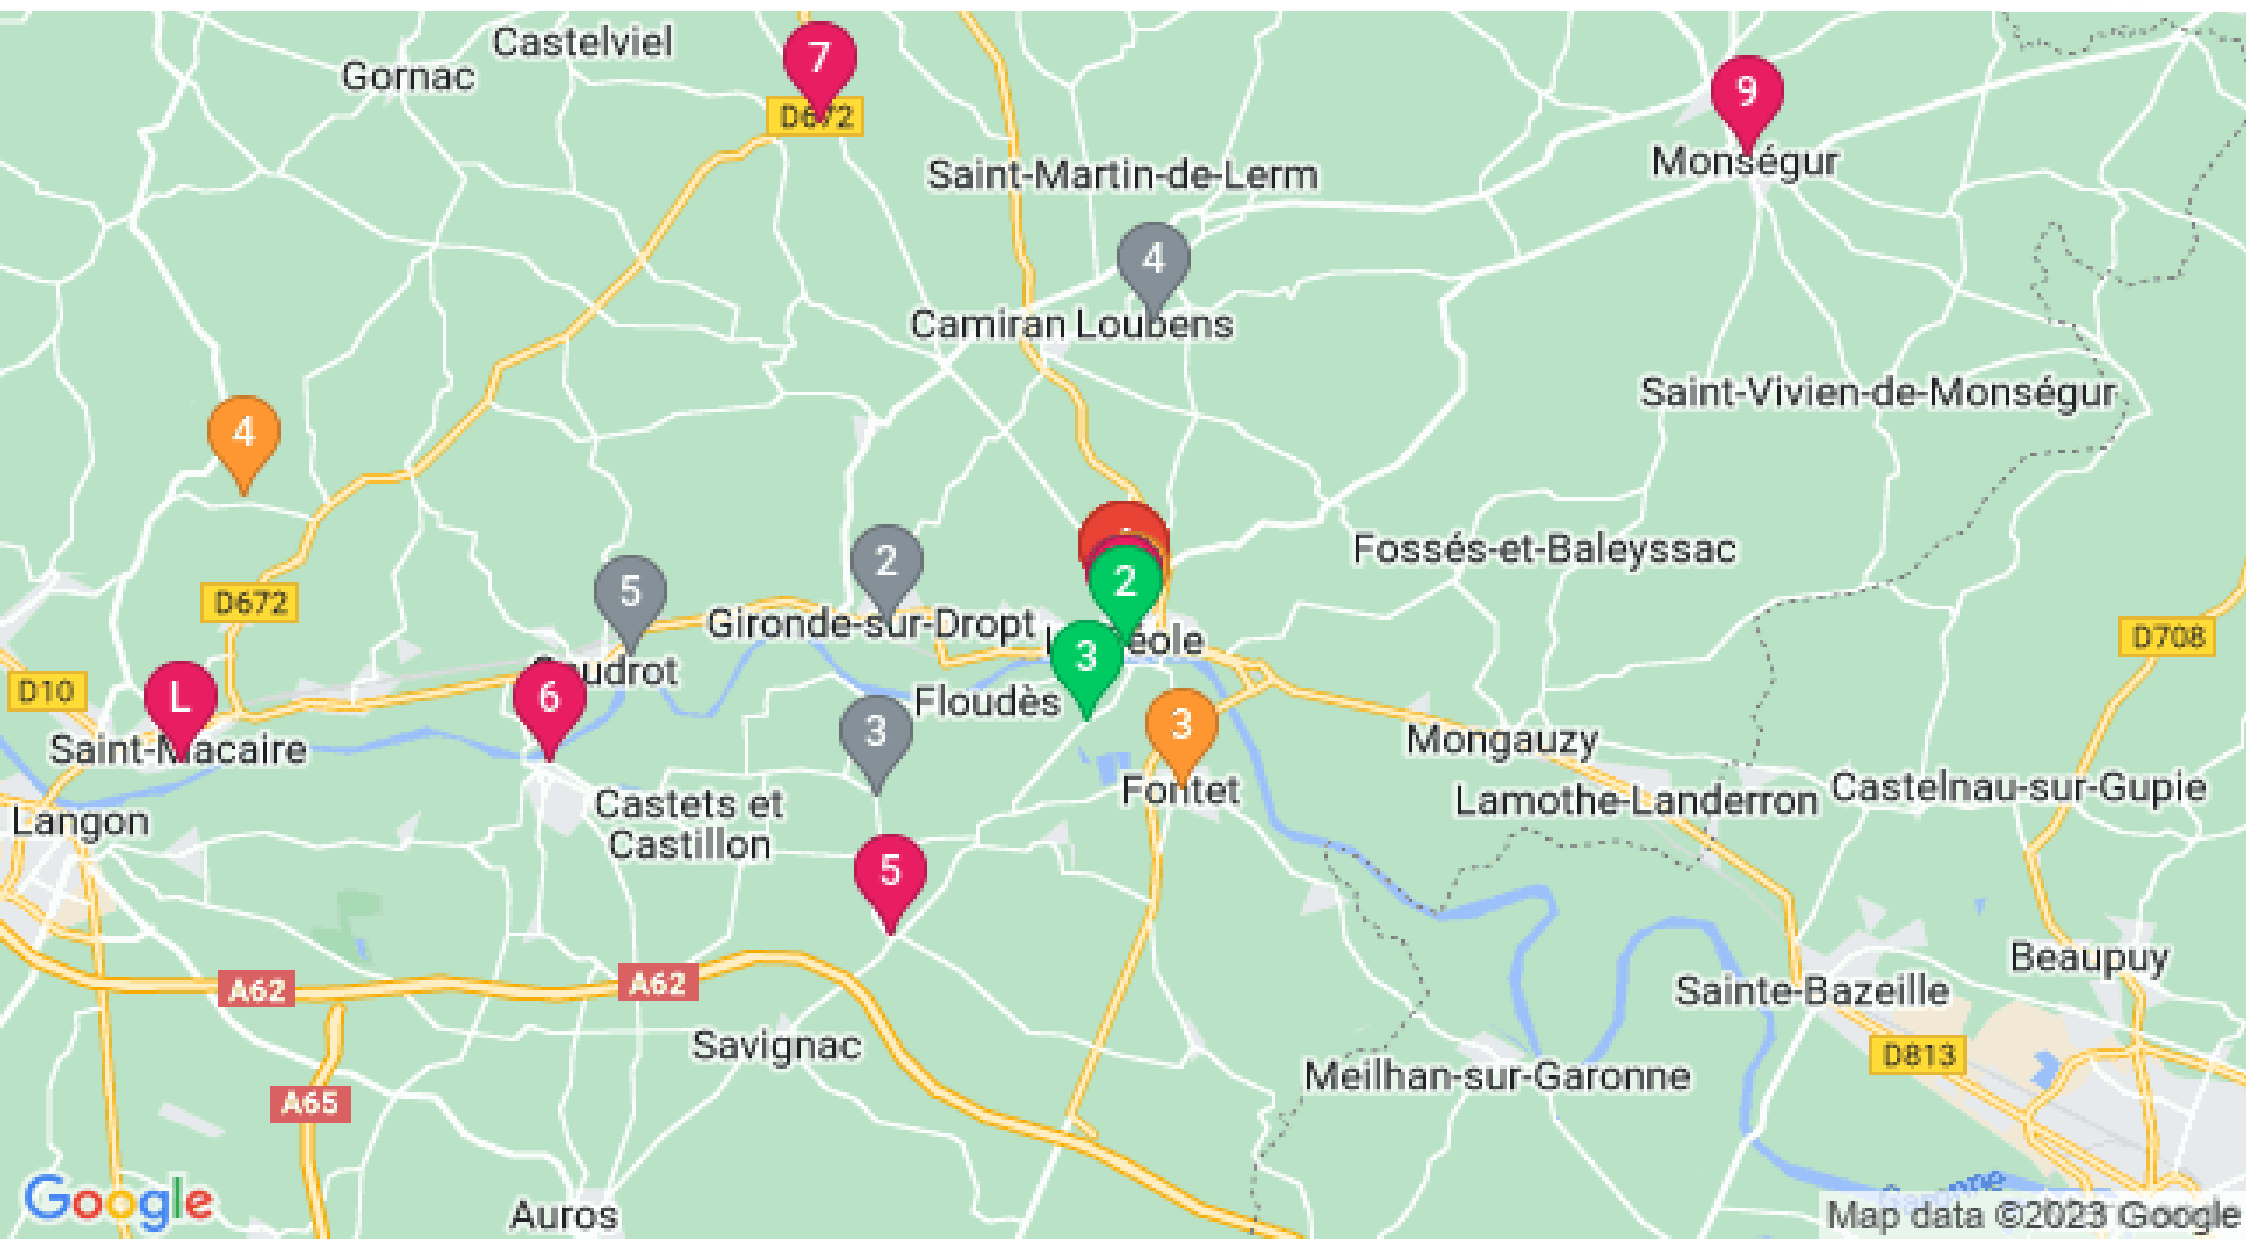 Castelviel
Gornac
7
D672
9
Monségur
Saint-Martin-de-Lerm
4
Camiran Loubens
Saint-Vivien-de-Monségur
4
Fossés-et-Baleyssac
2
2
5
D672
Gironde-sur-Dropt
D708
3
D10
L
6
Floudès
3
3
Saint-Macaire
Mongauzy
Fontet
Castelnau-sur-Gupie
Lamothe-Landerron
Langon
Castets et
Castillon
5
Beaupuy
A62
A62
Sainte-Bazeille
Savignac
D813
Meilhan-sur-Garonne
A65
Google
Auros
Garonne
Map data ©2023 Google